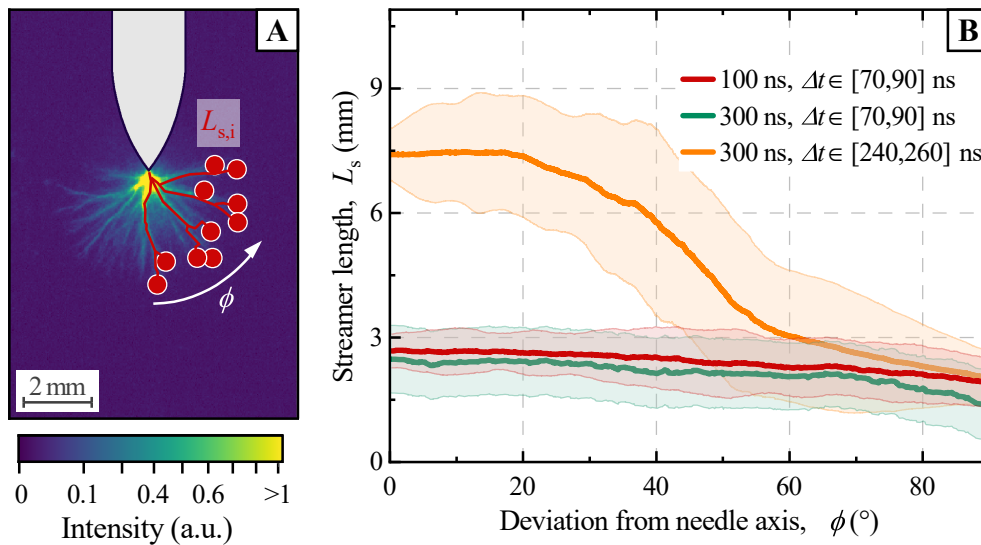 A
L_s,i
ϕ
2 mm
0 0.1 0.4 0.6 >1
Intensity (a.u.)
B
100 ns, Δt ∈ [70,90] ns
300 ns, Δt ∈ [70,90] ns
300 ns, Δt ∈ [240,260] ns
Streamer length, L_s (mm)
9
6
3
0
0 20 40 60 80
Deviation from needle axis, ϕ (°)